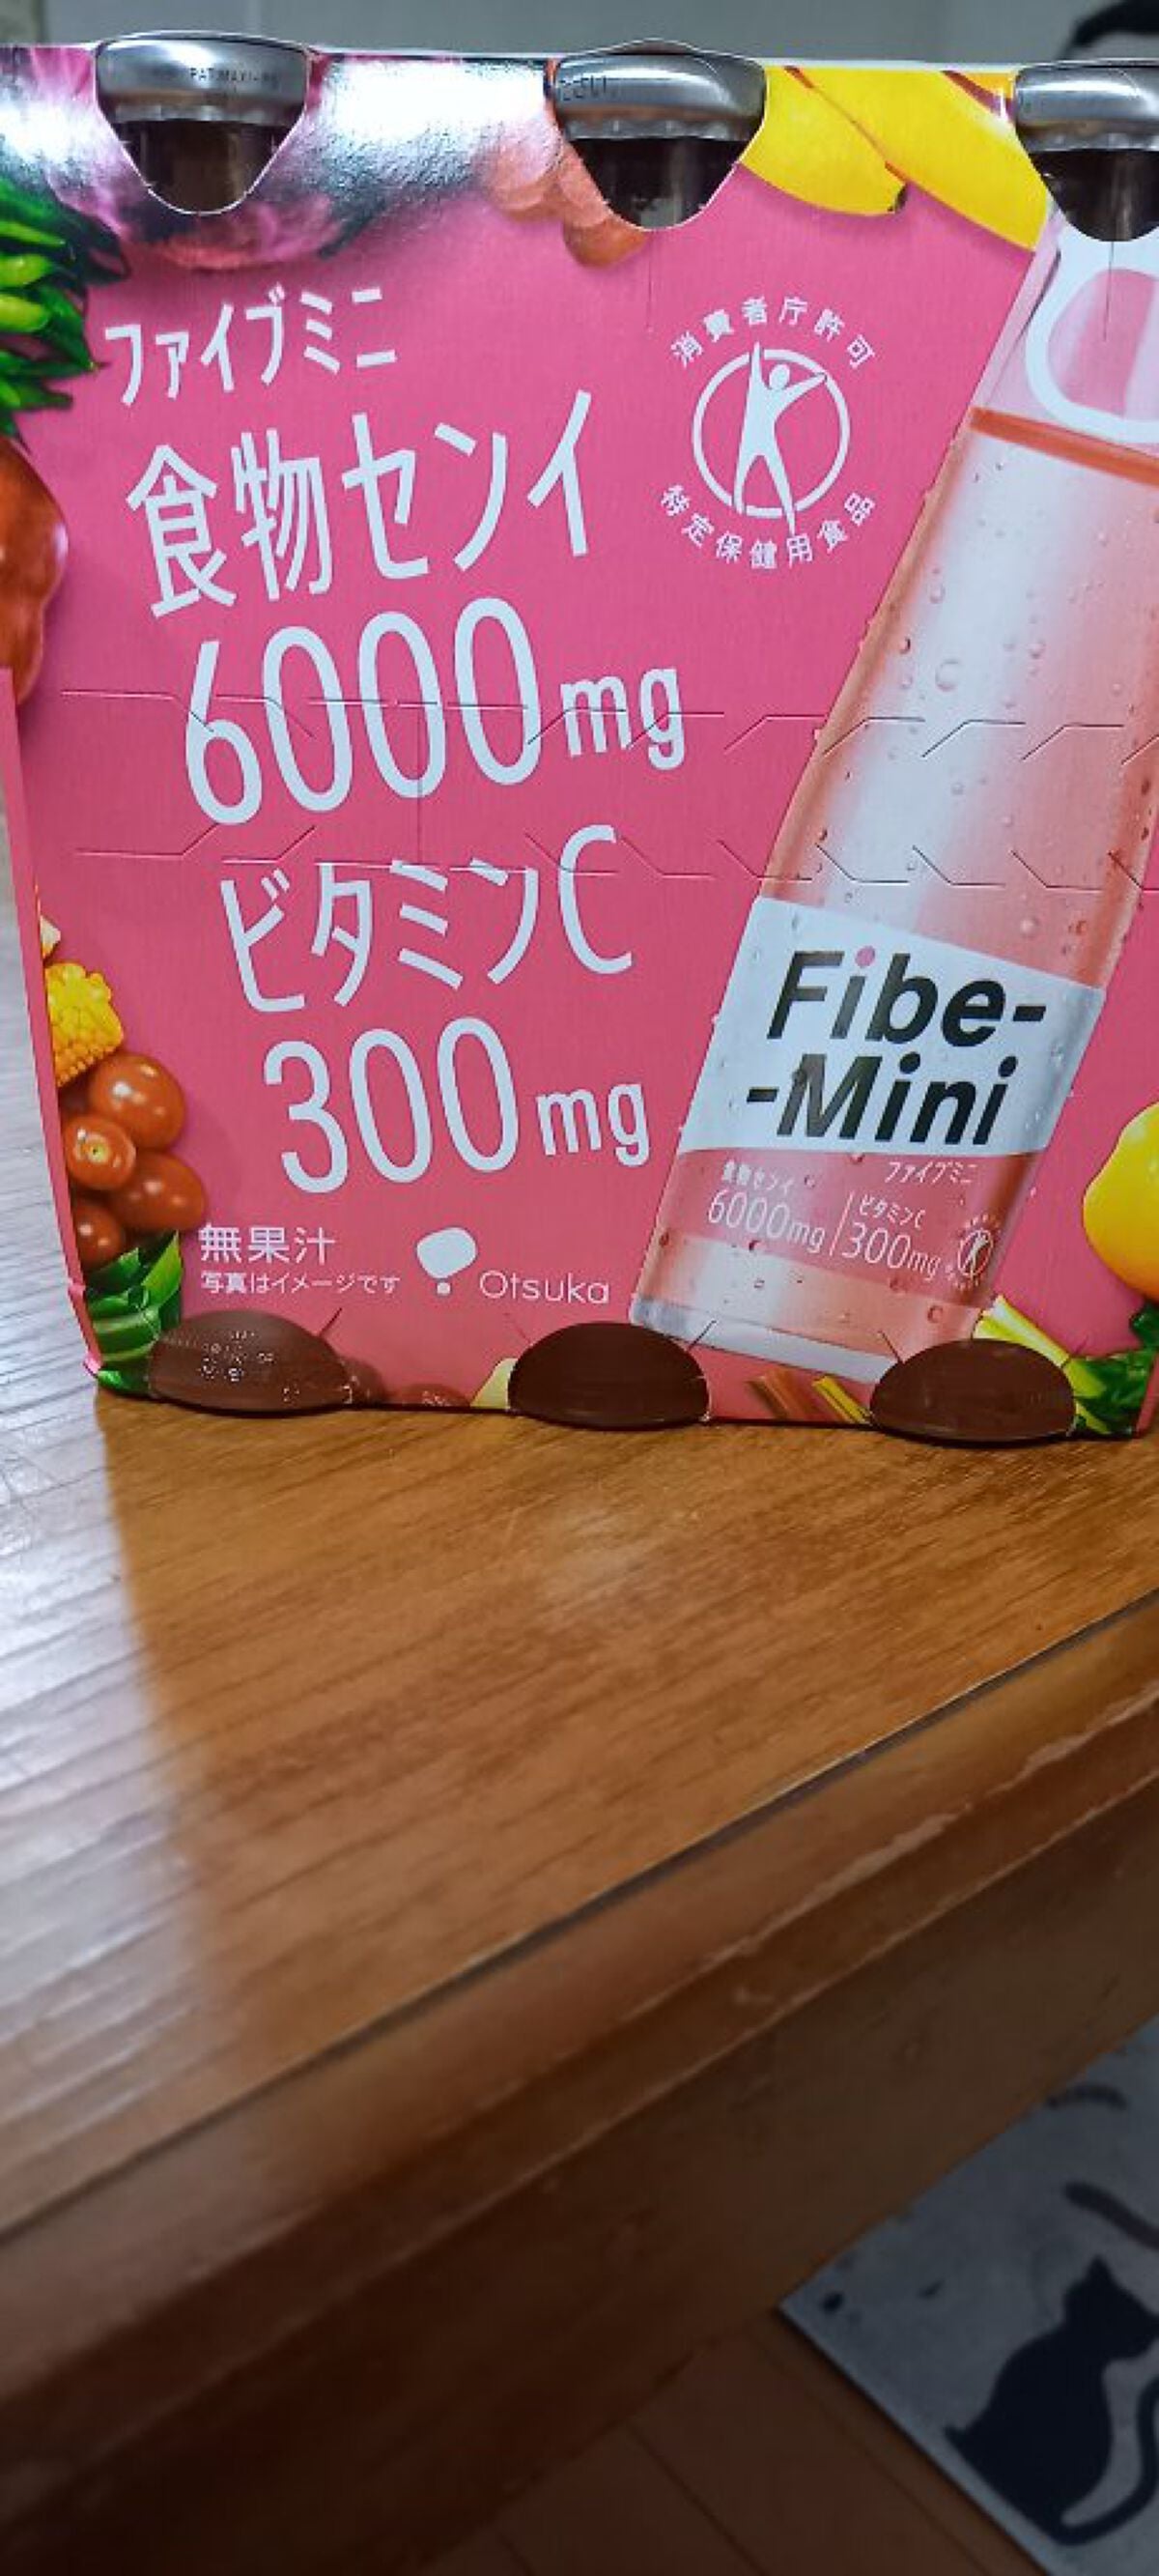 ファイブミニ
食物センイ
6000mg
ビタミンC
300mg
消費者庁許可
特定保健用食品
Fibe-
-Mini
ファイブミニ
食物センイ
6000mg
ビタミンC
300mg
無果汁
写真はイメージです
Otsuka